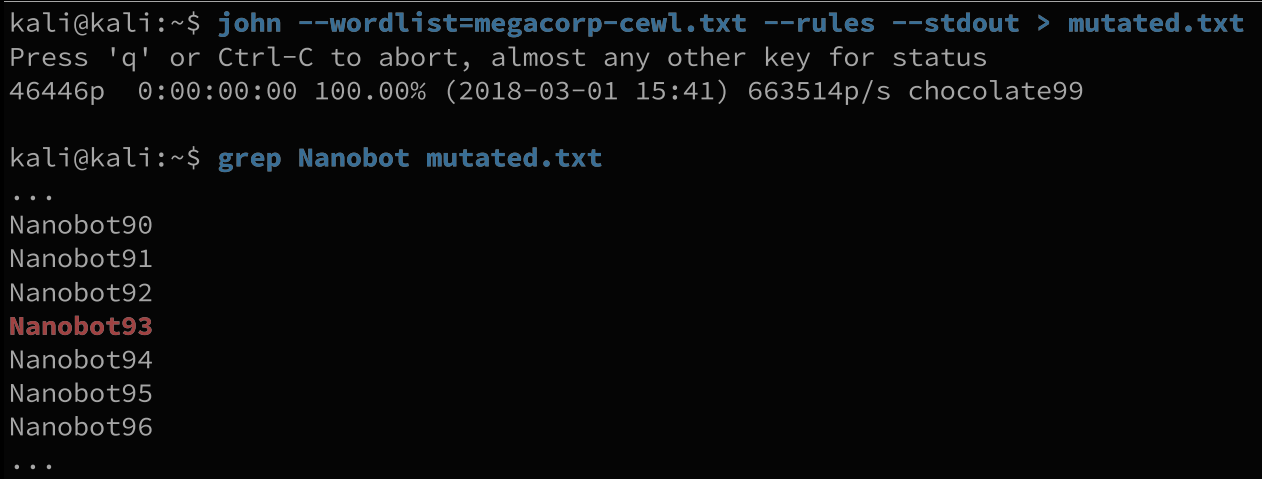 kali@kali:~$ john --wordlist=megacorp-cewl.txt --rules --stdout > mutated.txt
Press 'q' or Ctrl-C to abort, almost any other key for status
46446p 0:00:00:00 100.00% (2018-03-01 15:41) 663514p/s chocolate99
kali@kali:~$ grep Nanobot mutated.txt
...
Nanobot90
Nanobot91
Nanobot92
Nanobot93
Nanobot94
Nanobot95
Nanobot96
...